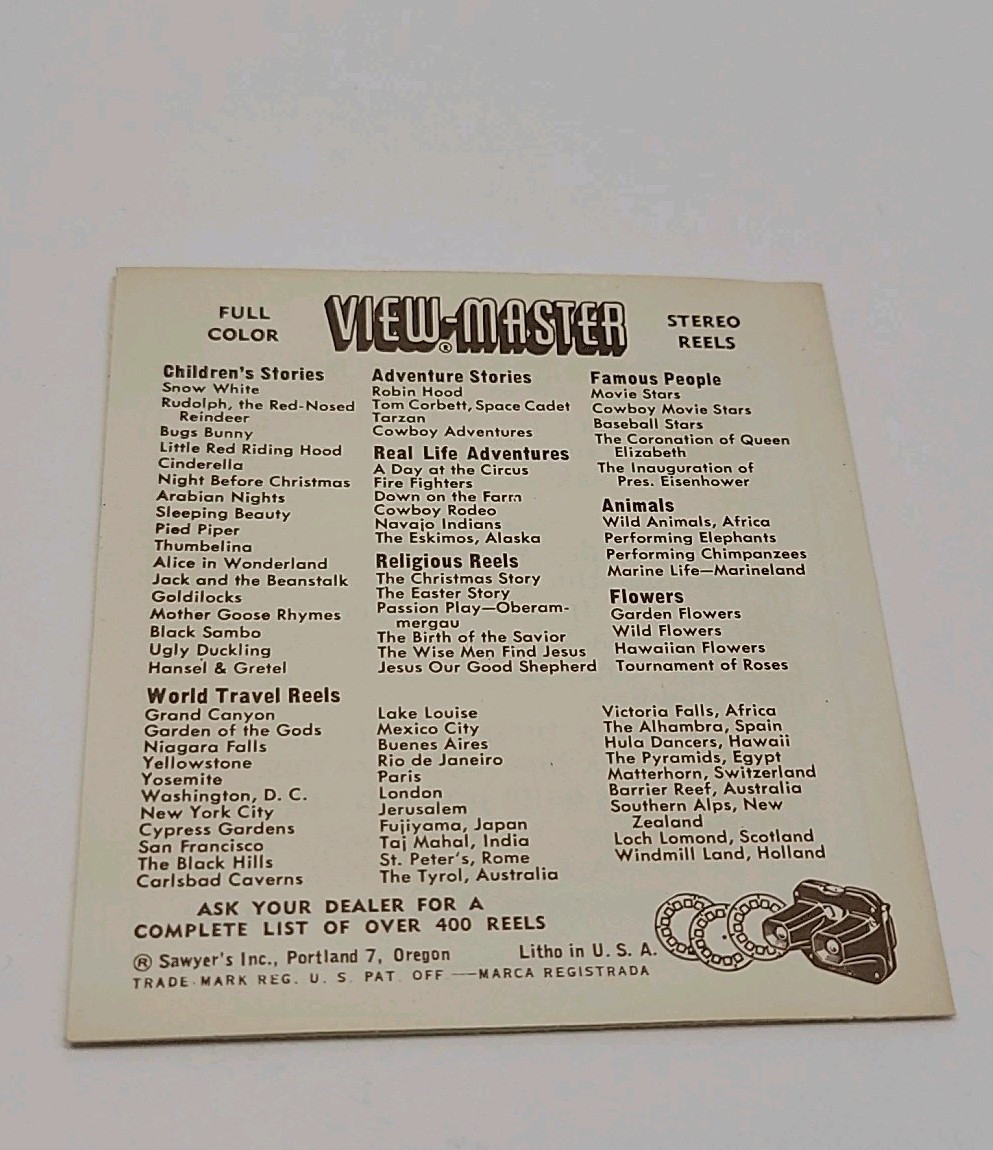 FULL
COLOR
VIEW-MASTER
®
STEREO
REELS
Children's Stories
Snow White
Rudolph, the Red-Nosed
Reindeer
Bugs Bunny
Little Red Riding Hood
Cinderella
Night Before Christmas
Arabian Nights
Sleeping Beauty
Pied Piper
Thumbelina
Alice in Wonderland
Jack and the Beanstalk
Goldilocks
Mother Goose Rhymes
Black Sambo
Ugly Duckling
Hansel & Gretel
Adventure Stories
Robin Hood
Tom Corbett, Space Cadet
Tarzan
Cowboy Adventures
Real Life Adventures
A Day at the Circus
Fire Fighters
Down on the Farm
Cowboy Rodeo
Navajo Indians
The Eskimos, Alaska
Religious Reels
The Christmas Story
The Easter Story
Passion Play—Oberam-
mergau
The Birth of the Savior
The Wise Men Find Jesus
Jesus Our Good Shepherd
Famous People
Movie Stars
Cowboy Movie Stars
Baseball Stars
The Coronation of Queen
Elizabeth
The Inauguration of
Pres. Eisenhower
Animals
Wild Animals, Africa
Performing Elephants
Performing Chimpanzees
Marine Life—Marineland
Flowers
Garden Flowers
Wild Flowers
Hawaiian Flowers
Tournament of Roses
World Travel Reels
Grand Canyon
Garden of the Gods
Niagara Falls
Yellowstone
Yosemite
Washington, D. C.
New York City
Cypress Gardens
San Francisco
The Black Hills
Carlsbad Caverns
Lake Louise
Mexico City
Buenes Aires
Rio de Janeiro
Paris
London
Jerusalem
Fujiyama, Japan
Taj Mahal, India
St. Peter's, Rome
The Tyrol, Australia
Victoria Falls, Africa
The Alhambra, Spain
Hula Dancers, Hawaii
The Pyramids, Egypt
Matterhorn, Switzerland
Barrier Reef, Australia
Southern Alps, New
Zealand
Loch Lomond, Scotland
Windmill Land, Holland
ASK YOUR DEALER FOR A
COMPLETE LIST OF OVER 400 REELS
® Sawyer's Inc., Portland 7, Oregon
Litho in U. S. A.
TRADE MARK REG. U. S. PAT. OFF —MARCA REGISTRADA